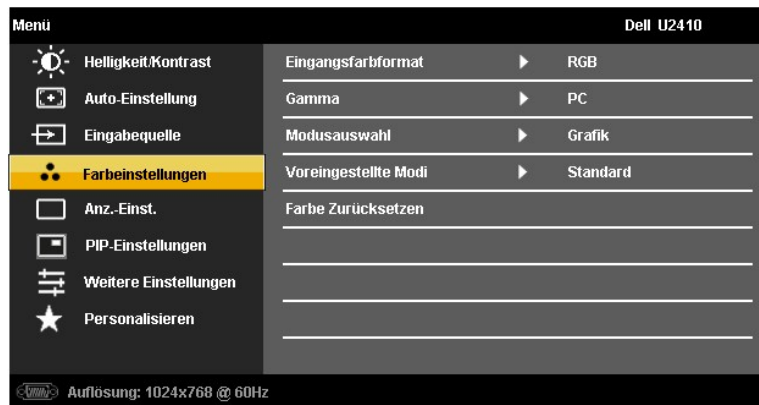 Menü Dell U2410
Helligkeit/Kontrast Eingangsfarbformat RGB
Auto-Einstellung Gamma PC
Eingabequelle Modusauswahl Grafik
Farbeinstellungen Voreingestellte Modi Standard
Anz.-Einst. Farbe Zurücksetzen
PIP-Einstellungen
Weitere Einstellungen
Personalisieren
Auflösung: 1024x768 @ 60Hz